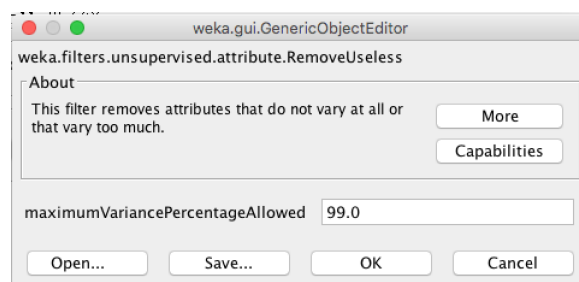 weka.gui.GenericObjectEditor
weka.filters.unsupervised.attribute.RemoveUseless
About
This filter removes attributes that do not vary at all or
that vary too much.
More
Capabilities
maximumVariancePercentageAllowed 99.0
Open... Save... OK Cancel